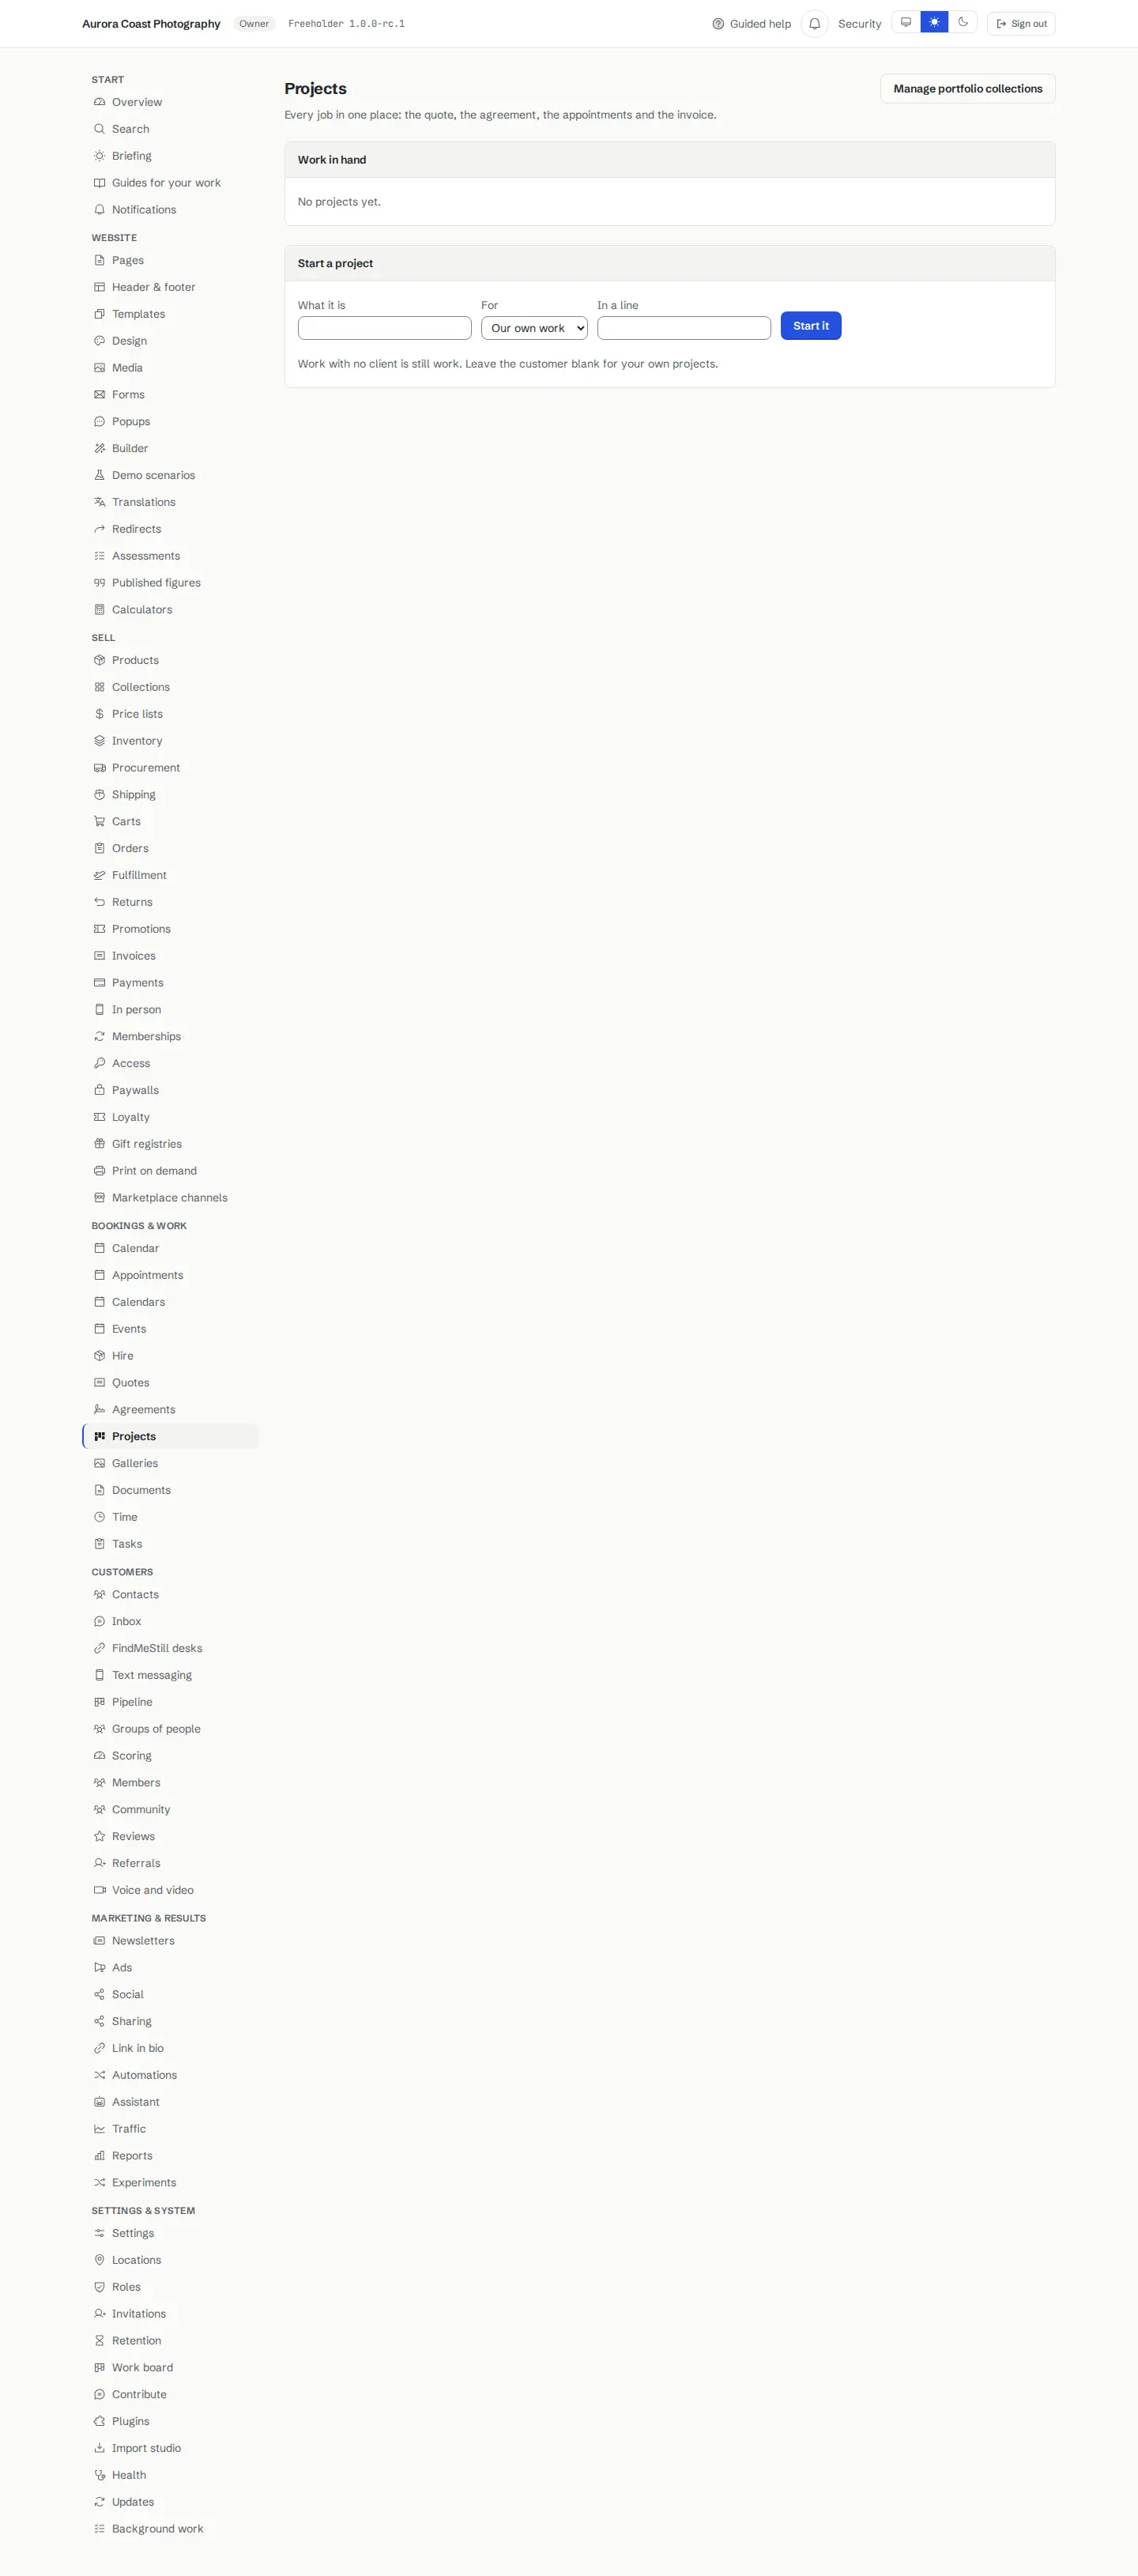 Aurora Coast Photography
Owner
Freeholder 1.0.0-rc.1
Guided help
Security
Sign out
START
Overview
Search
Briefing
Guides for your work
Notifications
WEBSITE
Pages
Header & footer
Templates
Design
Media
Forms
Popups
Builder
Demo scenarios
Translations
Redirects
Assessments
Published figures
Calculators
SELL
Products
Collections
Price lists
Inventory
Procurement
Shipping
Carts
Orders
Fulfillment
Returns
Promotions
Invoices
Payments
In person
Memberships
Access
Paywalls
Loyalty
Gift registries
Print on demand
Marketplace channels
BOOKINGS & WORK
Calendar
Appointments
Calendars
Events
Hire
Quotes
Agreements
Projects
Galleries
Documents
Time
Tasks
CUSTOMERS
Contacts
Inbox
FindMeStill desks
Text messaging
Pipeline
Groups of people
Scoring
Members
Community
Reviews
Referrals
Voice and video
MARKETING & RESULTS
Newsletters
Ads
Social
Sharing
Link in bio
Automations
Assistant
Traffic
Reports
Experiments
SETTINGS & SYSTEM
Settings
Locations
Roles
Invitations
Retention
Work board
Contribute
Plugins
Import studio
Health
Updates
Background work
Projects
Manage portfolio collections
Every job in one place: the quote, the agreement, the appointments and the invoice.
Work in hand
No projects yet.
Start a project
What it is
For
In a line
Our own work
Start it
Work with no client is still work. Leave the customer blank for your own projects.